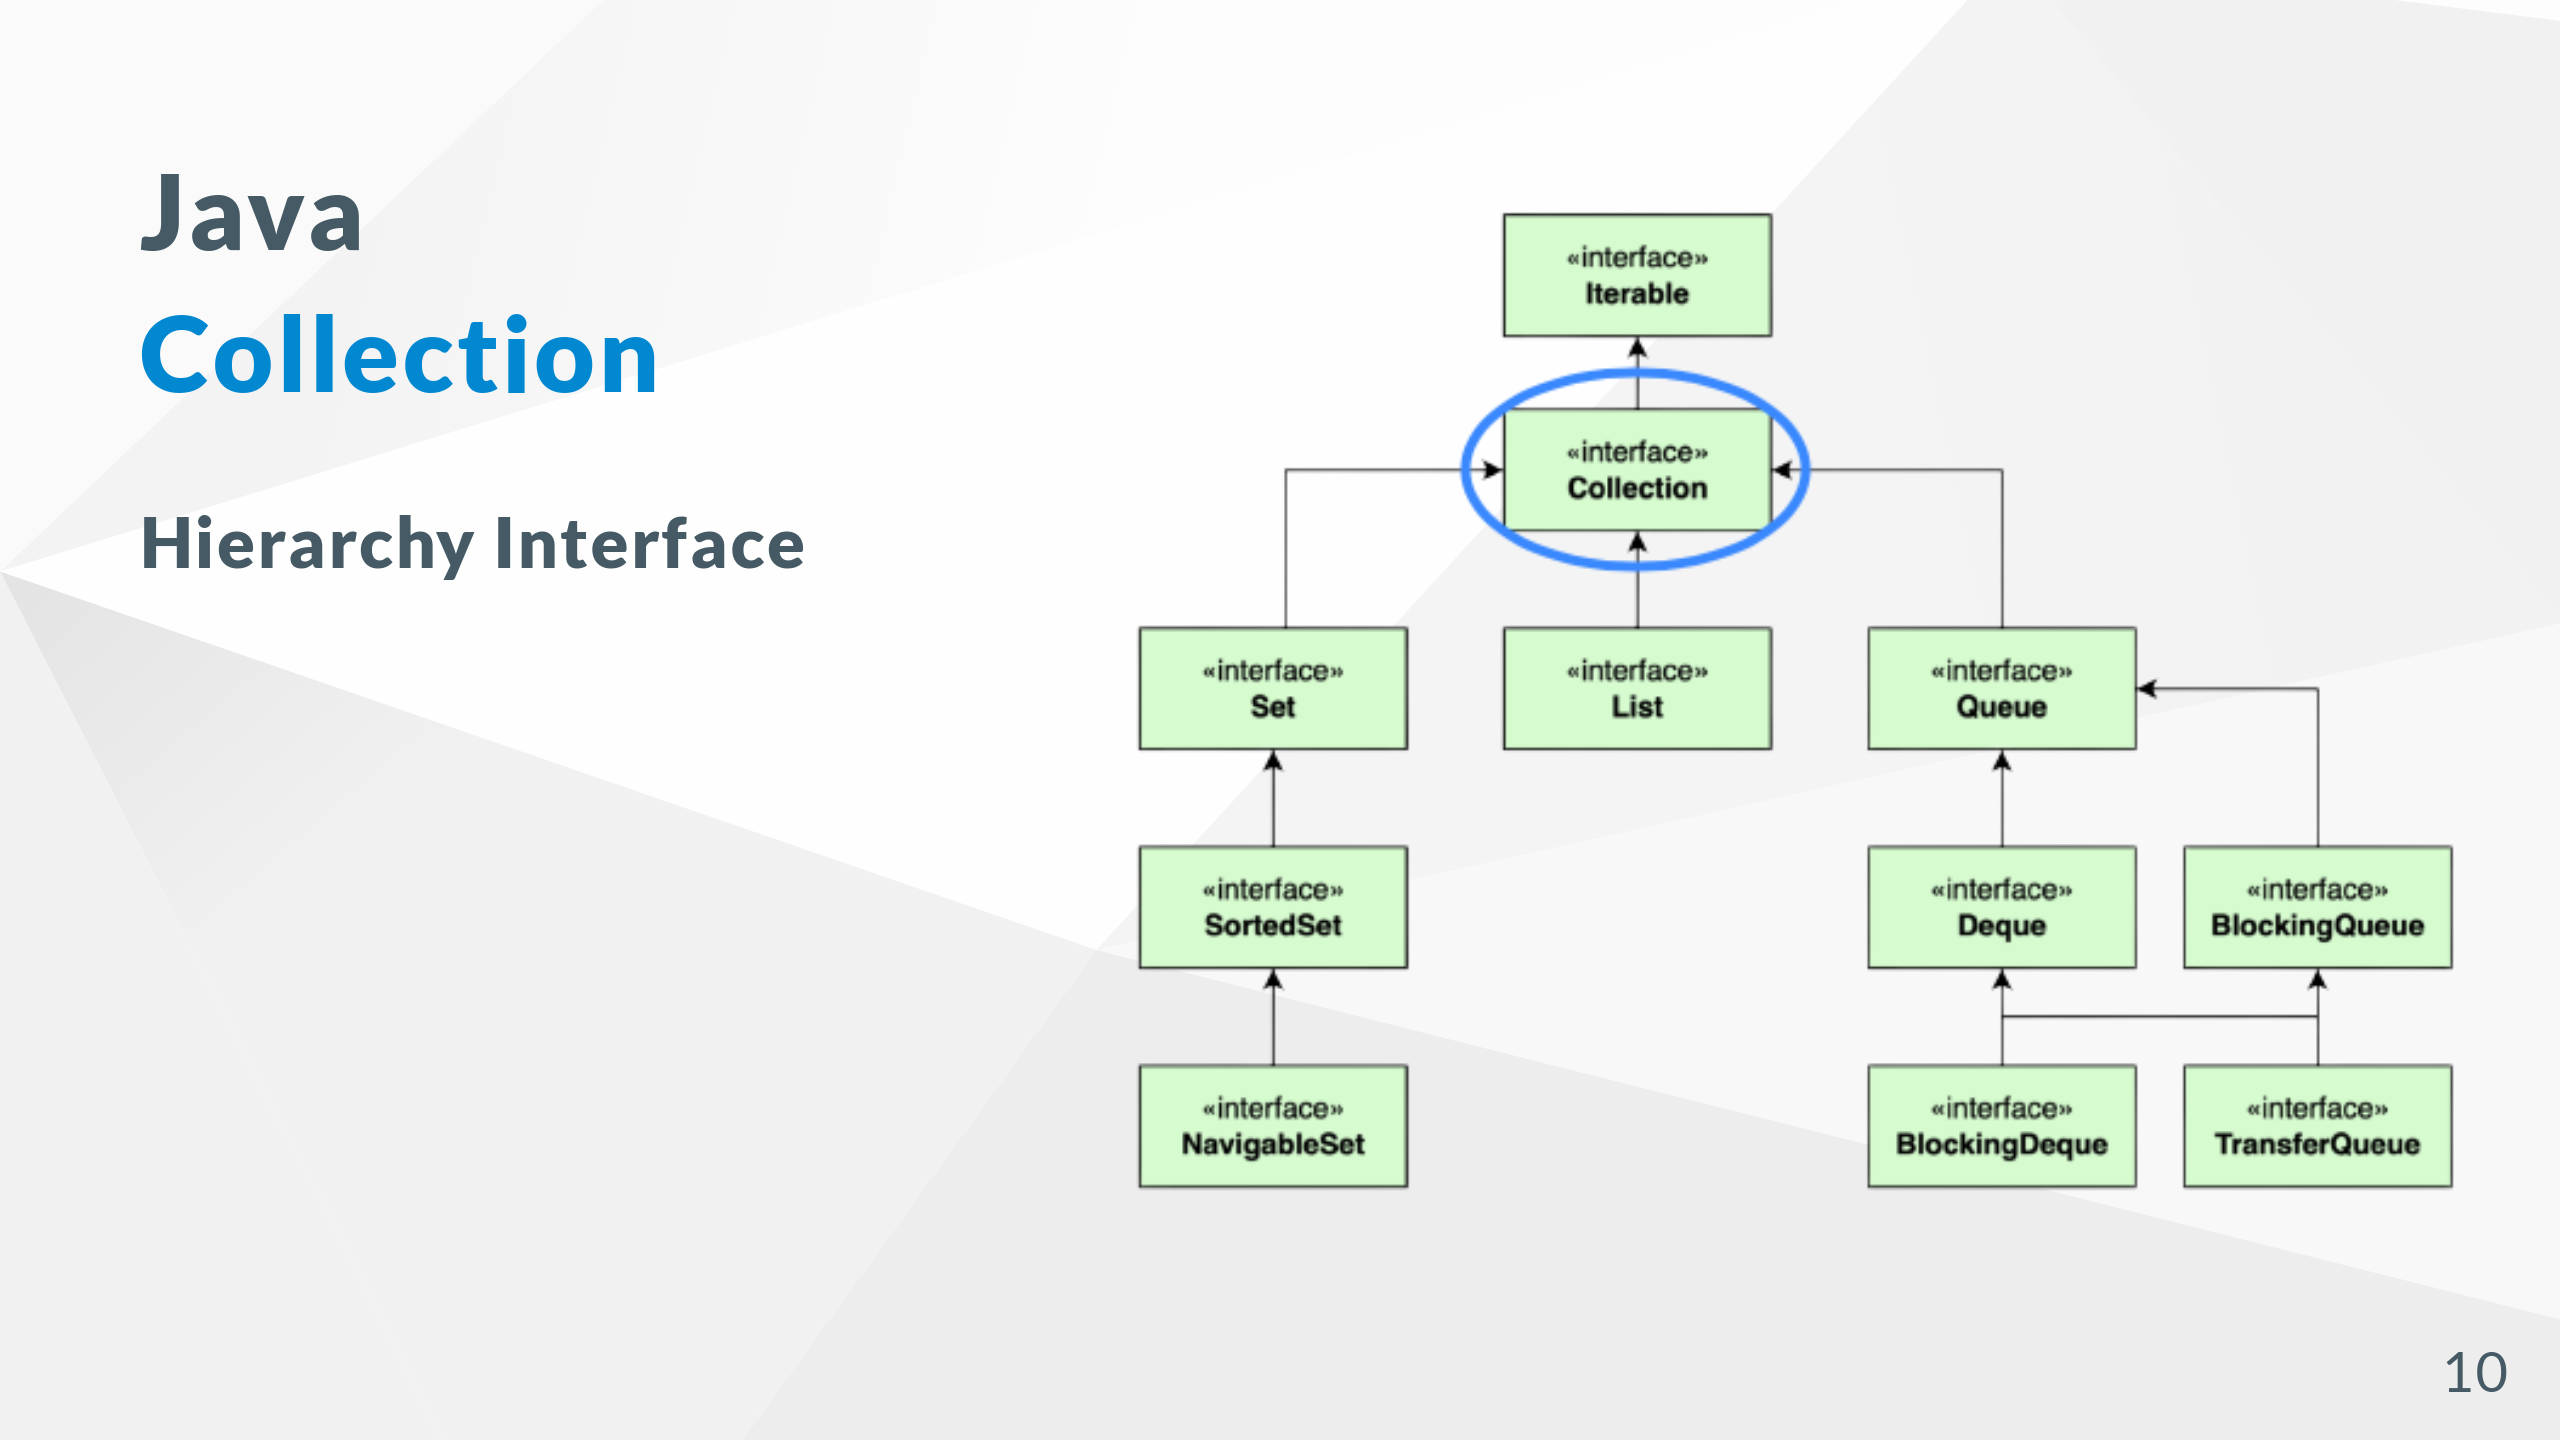 Java
Collection
Hierarchy Interface
«interface»
Iterable
«interface»
Collection
«interface»
Set
«interface»
List
«interface»
Queue
«interface»
SortedSet
«interface»
Deque
«interface»
BlockingQueue
«interface»
NavigableSet
«interface»
BlockingDeque
«interface»
TransferQueue
10